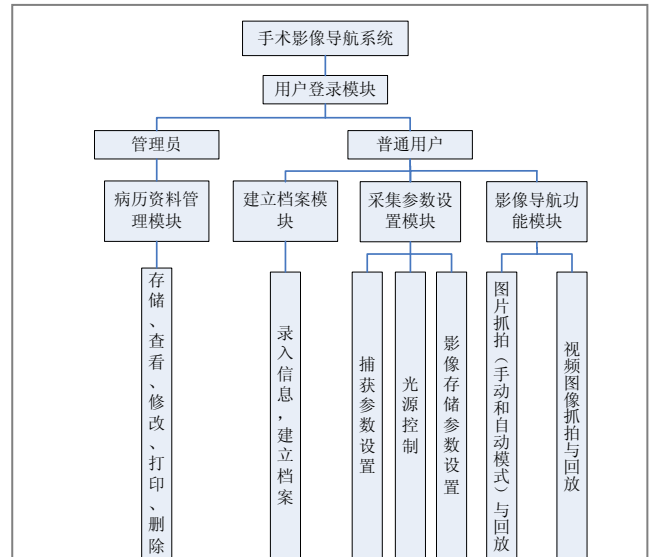 手术影像导航系统
用户登录模块
管理员
普通用户
病历资料管
理模块
建立档案模
块
采集参数设
置模块
影像导航功
能模块
存储、查看、修改、打印、删除
录入信息，建立档案
捕获参数设置
光源控制
影像存储参数设置
图片抓拍（手动和自动模式）与回放
视频图像抓拍与回放